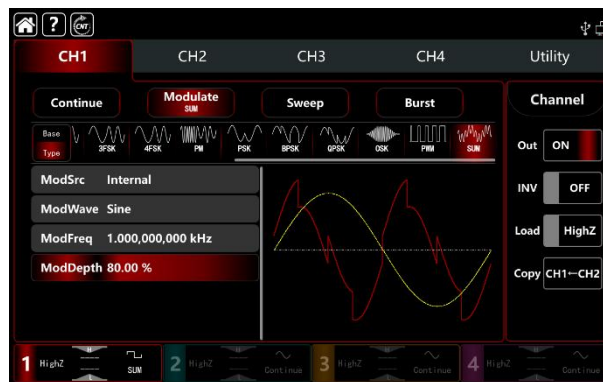 ? CNT
CH1 CH2 CH3 CH4 Utility
Continue Modulate SUM Sweep Burst Channel
Base Type 3FSK 4FSK PM PSK BPSK QPSK OSK PWM SUM
Out ON
ModSrc Internal
INV OFF
ModWave Sine
ModFreq 1.000,000,000 kHz
Load HighZ
ModDepth 80.00 %
Copy CH1←CH2
1 HighZ SUM 2 HighZ Continue 3 HighZ Continue 4 HighZ Continue